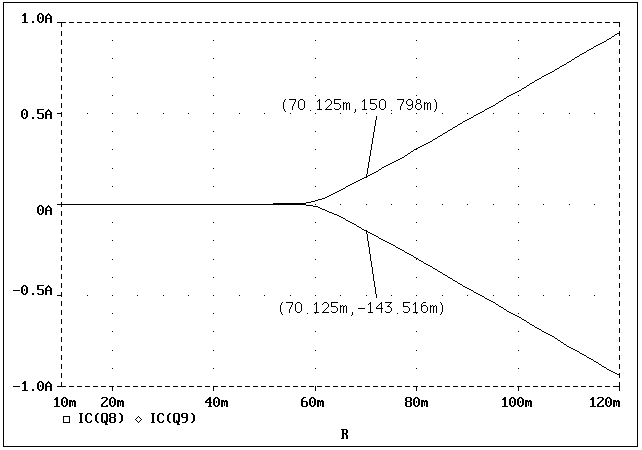 1.0A
(70.125m,150.798m)
0.5A
0A
-0.5A
(70.125m,-143.516m)
-1.0A
10m 20m 40m 60m 80m 100m 120m
IC(Q8) IC(Q9)
R